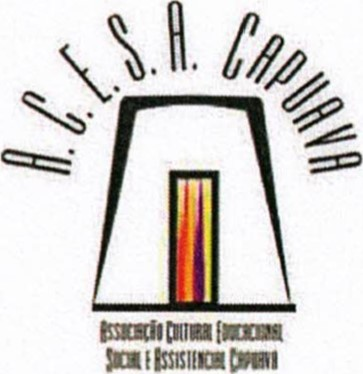 A.C.E.S.A. CAPUAVA
ASSOCIAÇÃO CULTURAL EDUCACIONAL
SOCIAL E ASSISTENCIAL CAPUAVA